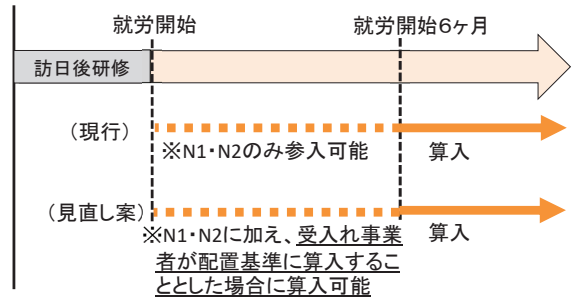 就労開始
就労開始６ヶ月
訪日後研修
（現行）
※N1・N2のみ参入可能
算入
（見直し案）
※N1・N2に加え、受入れ事業
者が配置基準に算入するこ
ととした場合に算入可能
算入